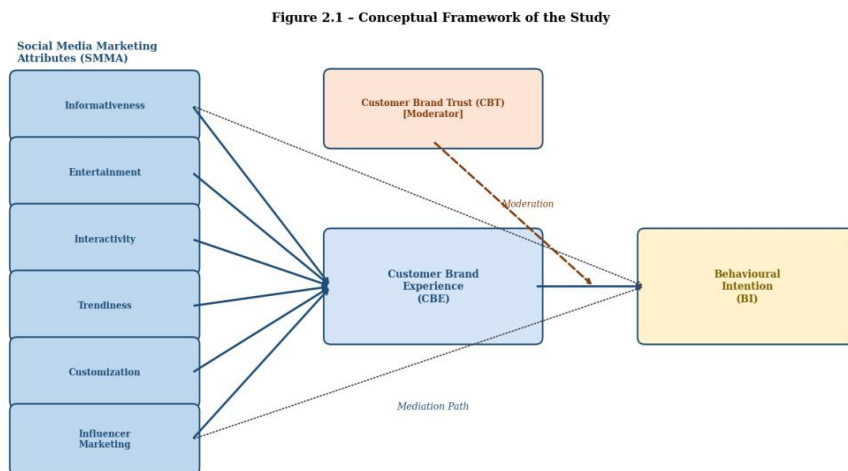 Figure 2.1 – Conceptual Framework of the Study
Social Media Marketing
Attributes (SMMA)
Informativeness
Entertainment
Interactivity
Trendiness
Customization
Influencer
Marketing
Customer Brand Trust (CBT)
[Moderator]
Moderation
Customer Brand
Experience
(CBE)
Mediation Path
Behavioural
Intention
(BI)